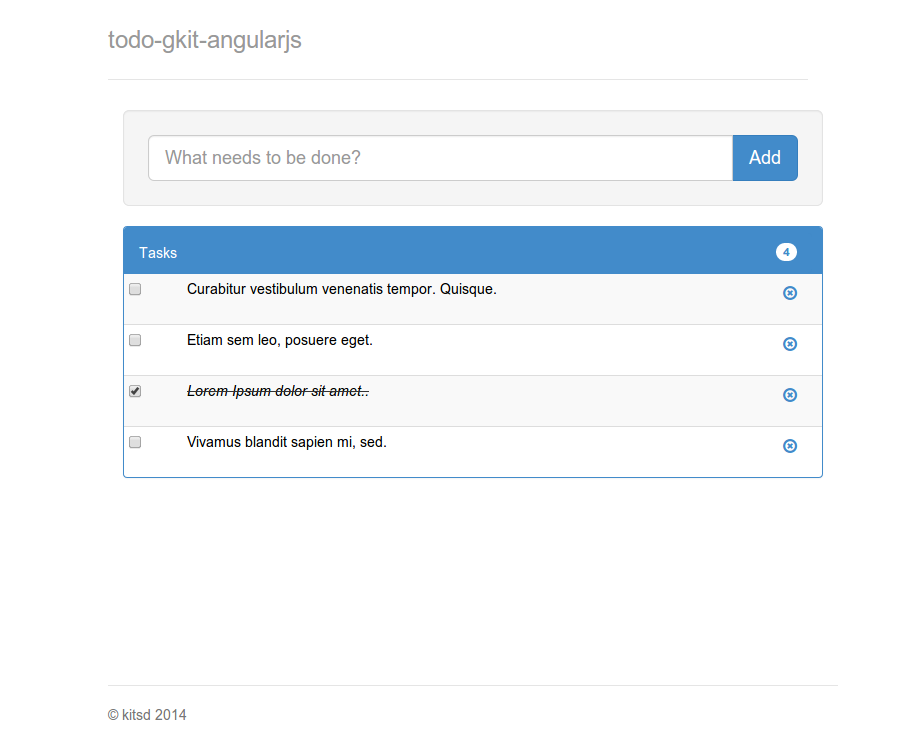 todo-gkit-angularjs
What needs to be done?
Add
Tasks
4
Curabitur vestibulum venenatis tempor. Quisque.
Etiam sem leo, posuere eget.
Lorem Ipsum dolor sit amet..
Vivamus blandit sapien mi, sed.
© kitsd 2014